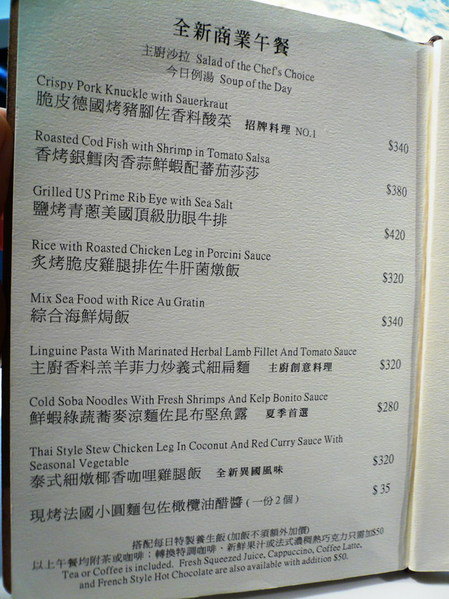 全新商業午餐
主廚沙拉 Salad of the Chef's Choice
今日例湯 Soup of the Day
Crispy Pork Knuckle with Sauerkraut
脆皮德國烤豬腳佐香料酸菜 招牌料理 NO.1 $340
Roasted Cod Fish with Shrimp in Tomato Salsa
香烤銀鱈肉香蒜鮮蝦配蕃茄莎莎 $380
Grilled US Prime Rib Eye with Sea Salt
鹽烤青蔥美國頂級肋眼牛排 $420
Rice with Roasted Chicken Leg in Porcini Sauce
炙烤脆皮雞腿排佐牛肝菌燉飯 $320
Mix Sea Food with Rice Au Gratin
綜合海鮮焗飯 $340
Linguine Pasta With Marinated Herbal Lamb Fillet And Tomato Sauce
主廚香料羔羊菲力炒義式細扁麵 主廚創意料理 $320
Cold Soba Noodles With Fresh Shrimps And Kelp Bonito Sauce
鮮蝦綠蔬蕎麥涼麵佐昆布堅魚露 夏季首選 $280
Thai Style Stew Chicken Leg In Coconut And Red Curry Sauce With
Seasonal Vegetable
泰式細燉椰香咖哩雞腿飯 全新異國風味 $320
現烤法國小圓麵包佐橄欖油醋醬 (一份2個) $35
搭配每日特製養生飯 (加飯不須額外加價)
以上午餐均附茶或咖啡；轉換特調咖啡、新鮮果汁或法式濃稠熱巧克力只需加$50
Tea or Coffee is included. Fresh Squeezed Juice, Cappuccino, Coffee Latte,
and French Style Hot Chocolate are also available with addition $50.